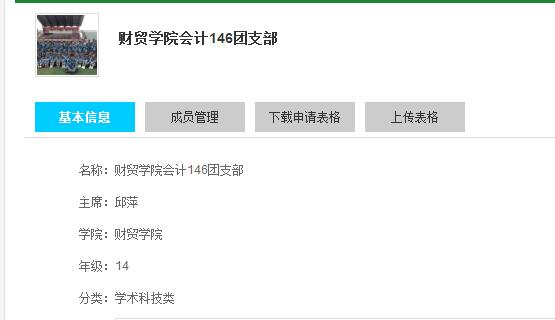 财贸学院会计146团支部
基本信息 成员管理 下载申请表格 上传表格
名称：财贸学院会计146团支部
主席：邱萍
学院：财贸学院
年级：14
分类：学术科技类